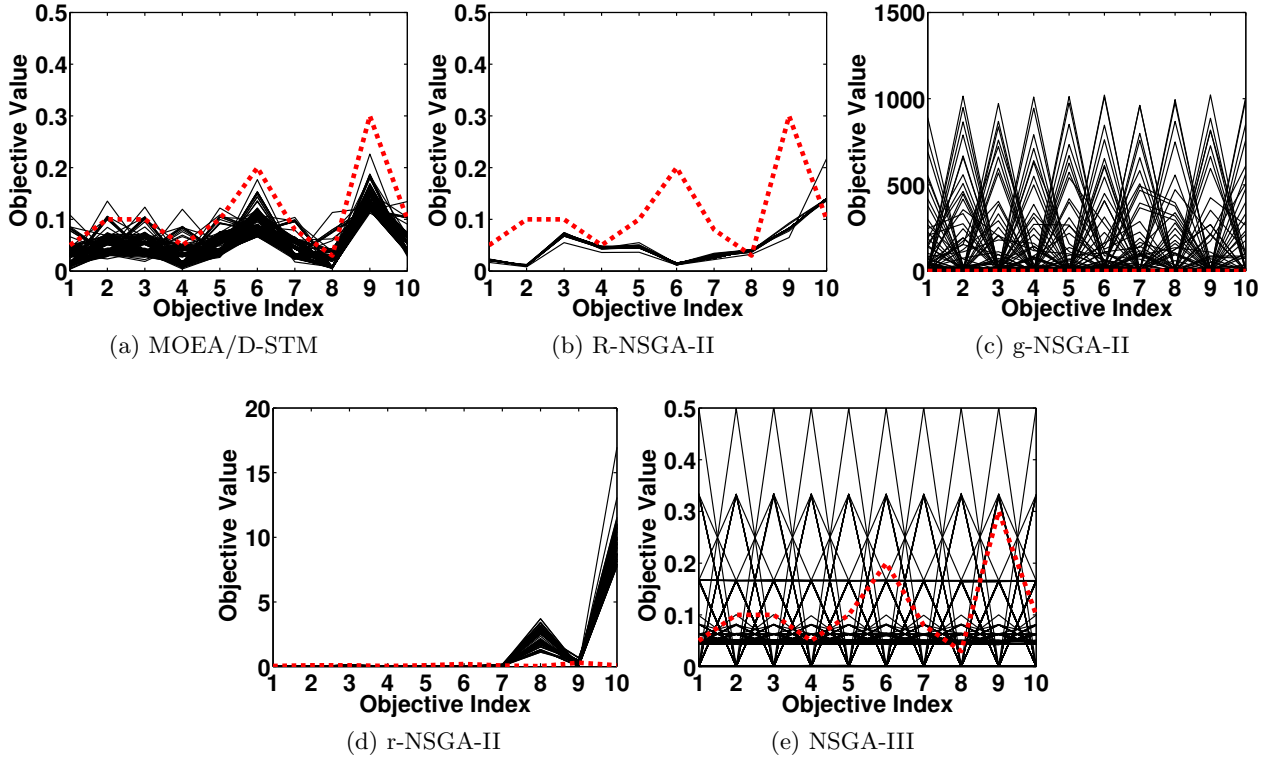 0.5
0.4
0.3
0.2
0.1
0
Objective Value
1 2 3 4 5 6 7 8 9 10
Objective Index
(a) MOEA/D-STM
0.5
0.4
0.3
0.2
0.1
0
Objective Value
1 2 3 4 5 6 7 8 9 10
Objective Index
(b) R-NSGA-II
1500
1000
500
0
Objective Value
1 2 3 4 5 6 7 8 9 10
Objective Index
(c) g-NSGA-II
20
15
10
5
0
Objective Value
1 2 3 4 5 6 7 8 9 10
Objective Index
(d) r-NSGA-II
0.5
0.4
0.3
0.2
0.1
0
Objective Value
1 2 3 4 5 6 7 8 9 10
Objective Index
(e) NSGA-III